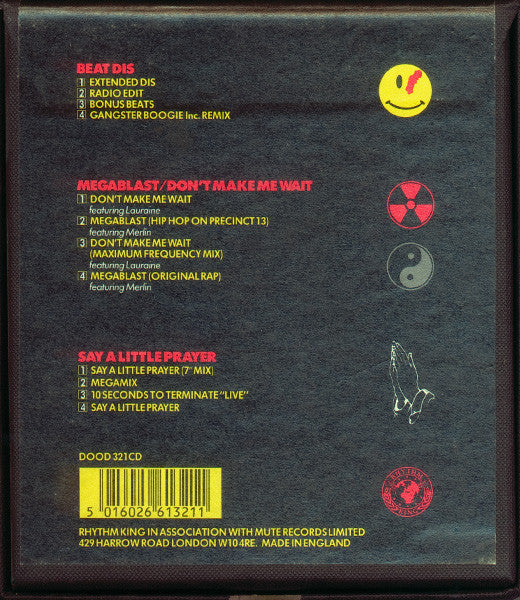 BEAT DIS
1 EXTENDED DIS
2 RADIO EDIT
3 BONUS BEATS
4 GANGSTER BOOGIE Inc. REMIX
MEGABLAST/DON'T MAKE ME WAIT
1 DON'T MAKE ME WAIT
featuring Lauraine
2 MEGABLAST (HIP HOP ON PRECINCT 13)
featuring Merlin
3 DON'T MAKE ME WAIT
(MAXIMUM FREQUENCY MIX)
featuring Lauraine
4 MEGABLAST (ORIGINAL RAP)
featuring Merlin
SAY A LITTLE PRAYER
1 SAY A LITTLE PRAYER (7" MIX)
2 MEGAMIX
3 10 SECONDS TO TERMINATE "LIVE"
4 SAY A LITTLE PRAYER
DOOD 321CD
5 016026 613211
RHYTHM KING
RHYTHM KING IN ASSOCIATION WITH MUTE RECORDS LIMITED
429 HARROW ROAD LONDON W10 4RE. MADE IN ENGLAND